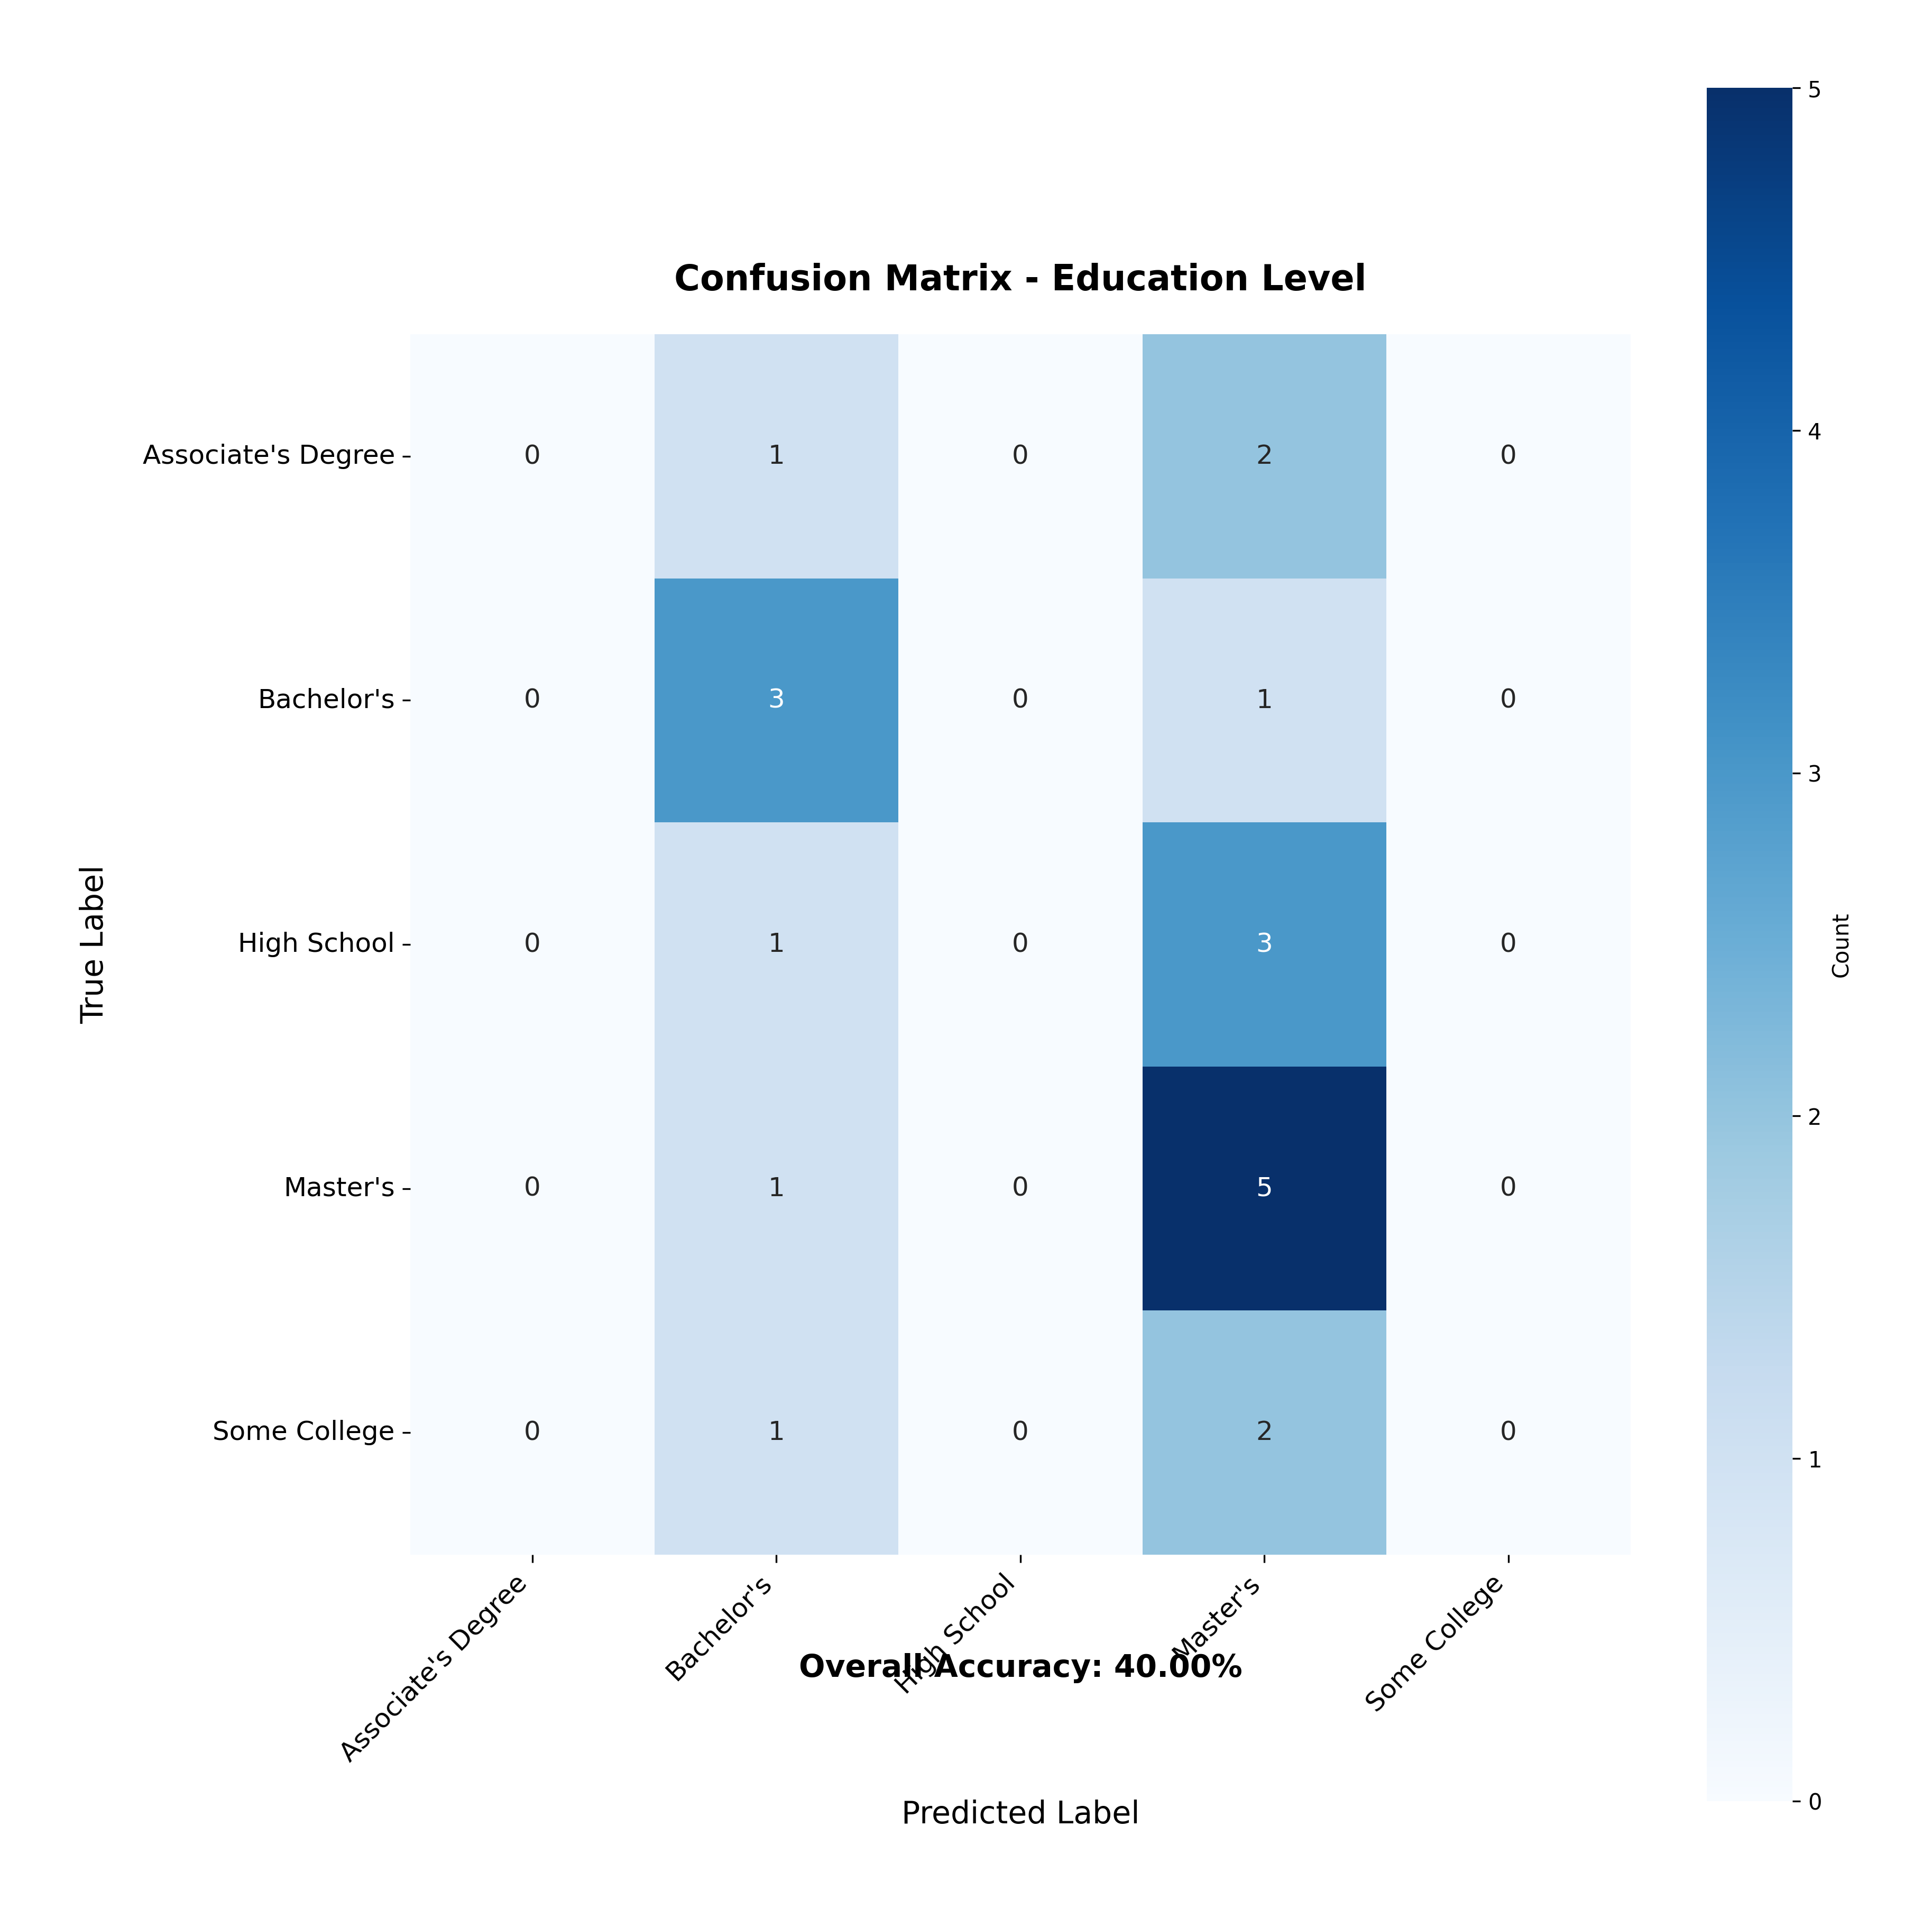 Confusion Matrix - Education Level
5
4
3
2
1
0
Count
True Label
Associate's Degree 0 1 0 2 0
Bachelor's 0 3 0 1 0
High School 0 1 0 3 0
Master's 0 1 0 5 0
Some College 0 1 0 2 0
Associate's Degree
Bachelor's
High School
Master's
Some College
Overall Accuracy: 40.00%
Predicted Label